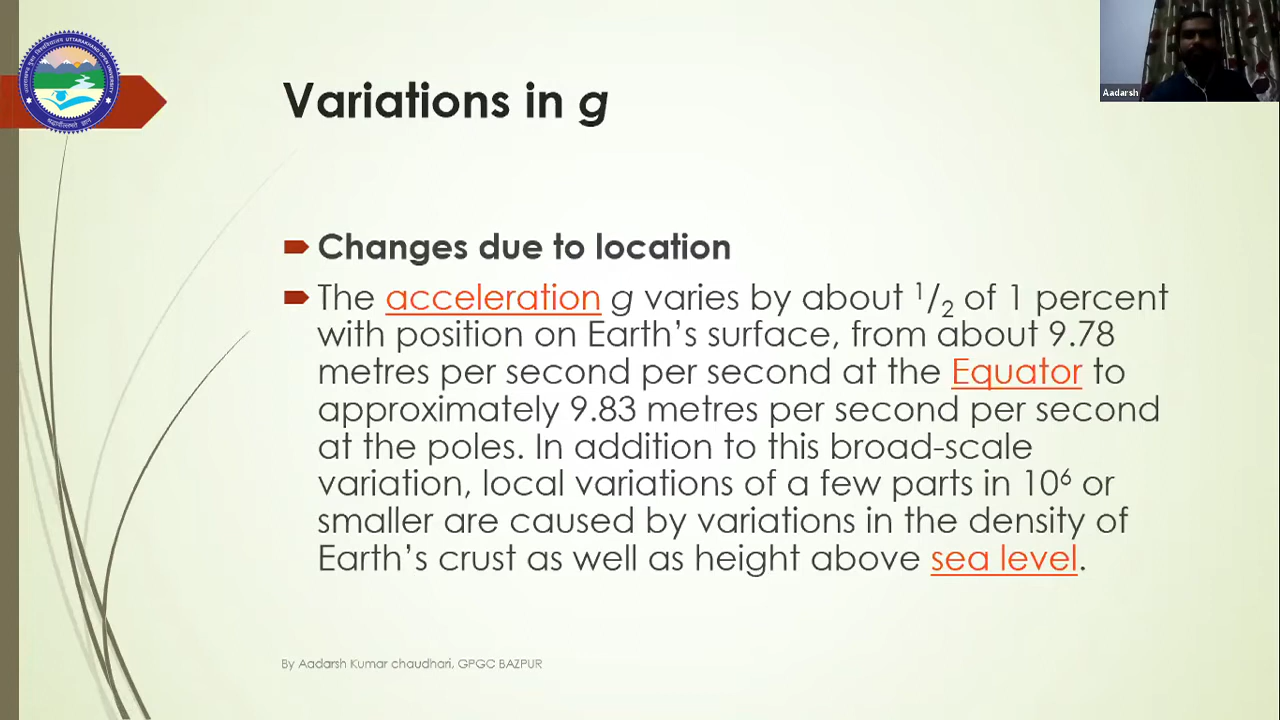 UTTARAKHAND OPEN UNIVERSITY
Aadarsh
Variations in g
Changes due to location
The acceleration g varies by about 1/2 of 1 percent
with position on Earth’s surface, from about 9.78
metres per second per second at the Equator to
approximately 9.83 metres per second per second
at the poles. In addition to this broad-scale
variation, local variations of a few parts in 10⁶ or
smaller are caused by variations in the density of
Earth’s crust as well as height above sea level.
By Aadarsh Kumar chaudhari, GPGC BAZPUR